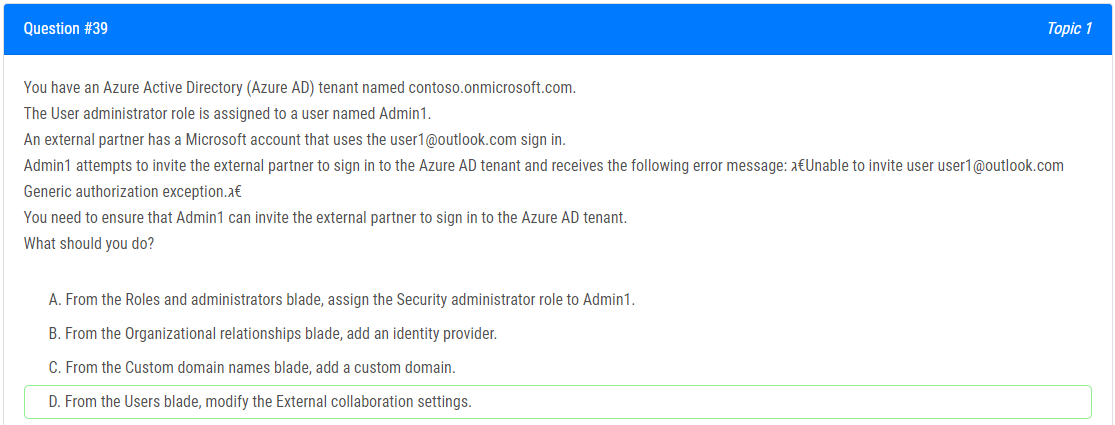 Question #39
Topic 1
You have an Azure Active Directory (Azure AD) tenant named contoso.onmicrosoft.com.
The User administrator role is assigned to a user named Admin1.
An external partner has a Microsoft account that uses the user1@outlook.com sign in.
Admin1 attempts to invite the external partner to sign in to the Azure AD tenant and receives the following error message: ג€Unable to invite user user1@outlook.com
Generic authorization exception.ג€
You need to ensure that Admin1 can invite the external partner to sign in to the Azure AD tenant.
What should you do?
A. From the Roles and administrators blade, assign the Security administrator role to Admin1.
B. From the Organizational relationships blade, add an identity provider.
C. From the Custom domain names blade, add a custom domain.
D. From the Users blade, modify the External collaboration settings.